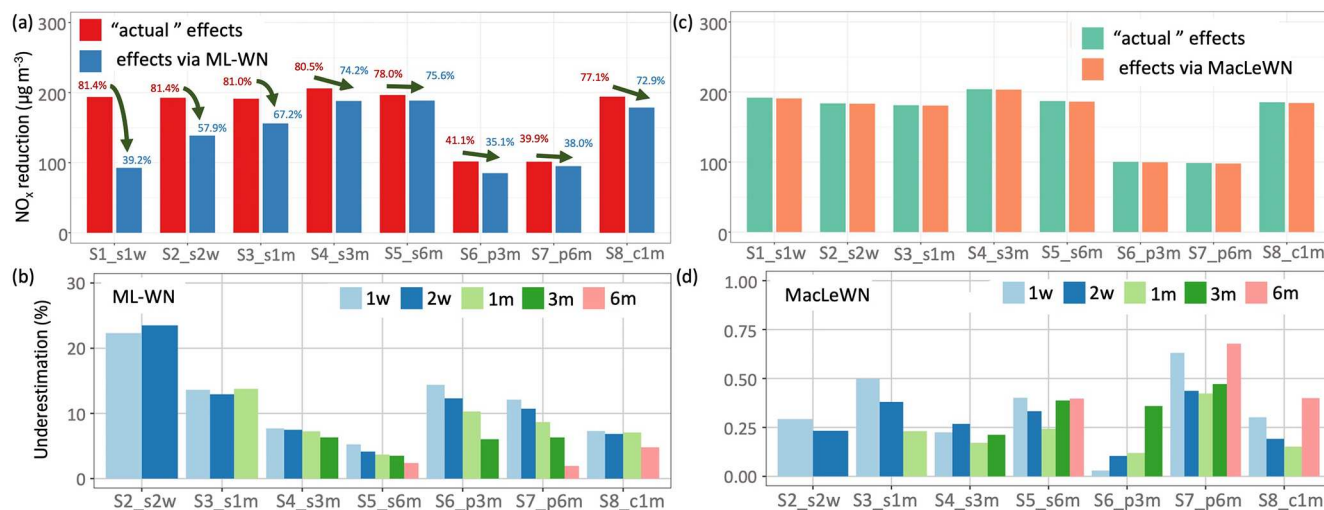 (a)
300
200
100
0
NOx reduction (µg m-3)
"actual" effects
effects via ML-WN
81.4%
39.2%
81.4%
57.9%
81.0%
67.2%
80.5%
74.2%
78.0%
75.6%
41.1%
35.1%
39.9%
38.0%
77.1%
72.9%
S1_s1w S2_s2w S3_s1m S4_s3m S5_s6m S6_p3m S7_p6m S8_c1m
(c)
300
200
100
0
"actual" effects
effects via MacLeWN
S1_s1w S2_s2w S3_s1m S4_s3m S5_s6m S6_p3m S7_p6m S8_c1m
(b)
30
20
10
0
Underestimation (%)
ML-WN
1w 2w 1m 3m 6m
S2_s2w S3_s1m S4_s3m S5_s6m S6_p3m S7_p6m S8_c1m
(d)
1.00
0.75
0.50
0.25
0.00
MacLeWN
1w 2w 1m 3m 6m
S2_s2w S3_s1m S4_s3m S5_s6m S6_p3m S7_p6m S8_c1m